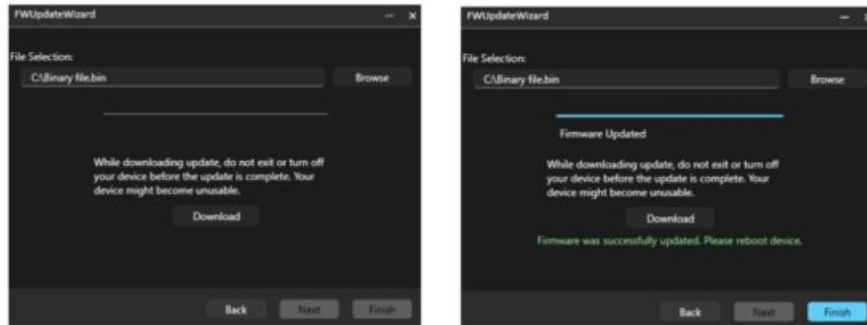 FWUpdateWizard
File Selection:
C:\Binary file.bin
Browse
While downloading update, do not exit or turn off
your device before the update is complete. Your
device might become unusable.
Download
Back
Next
Finish
FWUpdateWizard
File Selection:
C:\Binary file.bin
Browse
Firmware Updated
While downloading update, do not exit or turn off
your device before the update is complete. Your
device might become unusable.
Download
Firmware was successfully updated. Please reboot device.
Back
Next
Finish